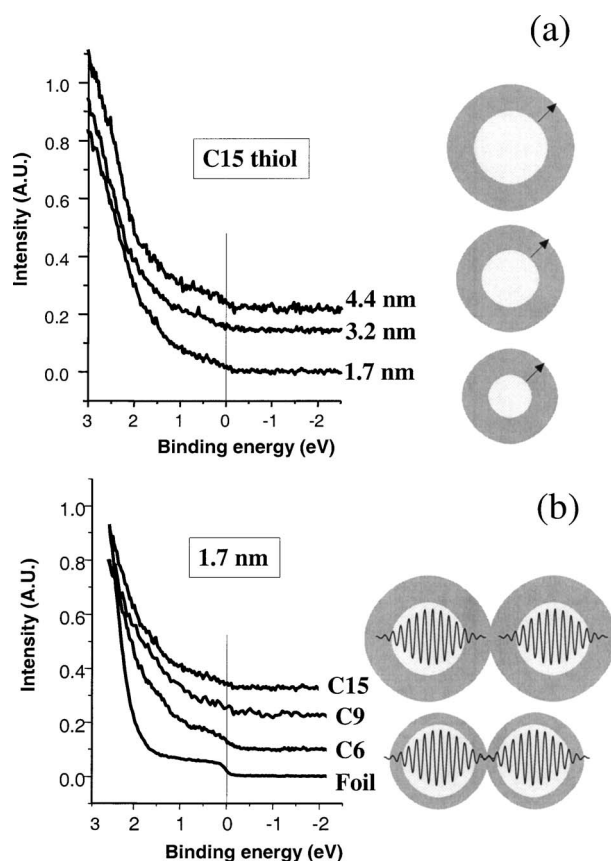 (a)
Intensity (A.U.)
1.0
0.8
0.6
0.4
0.2
0.0
C15 thiol
4.4 nm
3.2 nm
1.7 nm
3 2 1 0 -1 -2
Binding energy (eV)
(b)
Intensity (A.U.)
1.0
0.8
0.6
0.4
0.2
0.0
1.7 nm
C15
C9
C6
Foil
3 2 1 0 -1 -2
Binding energy (eV)